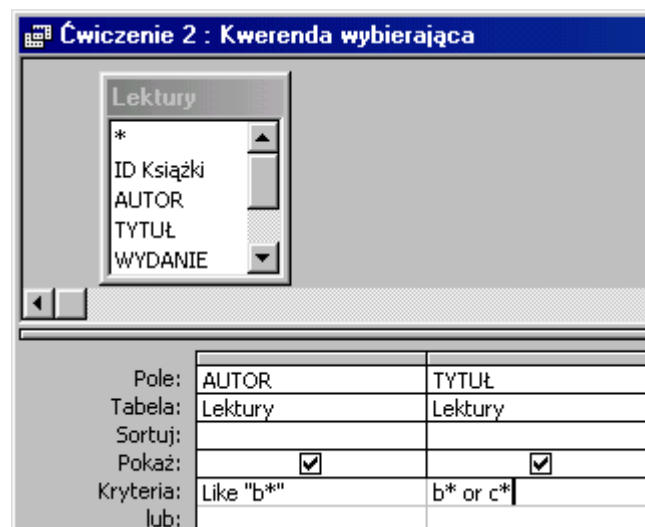 Ćwiczenie 2 : Kwerenda wybierająca
Lektury
*
ID Książki
AUTOR
TYTUŁ
WYDANIE
Pole: AUTOR TYTUŁ
Tabela: Lektury Lektury
Sortuj:
Pokaż:
Kryteria: Like "b*" b* or c*
lub: